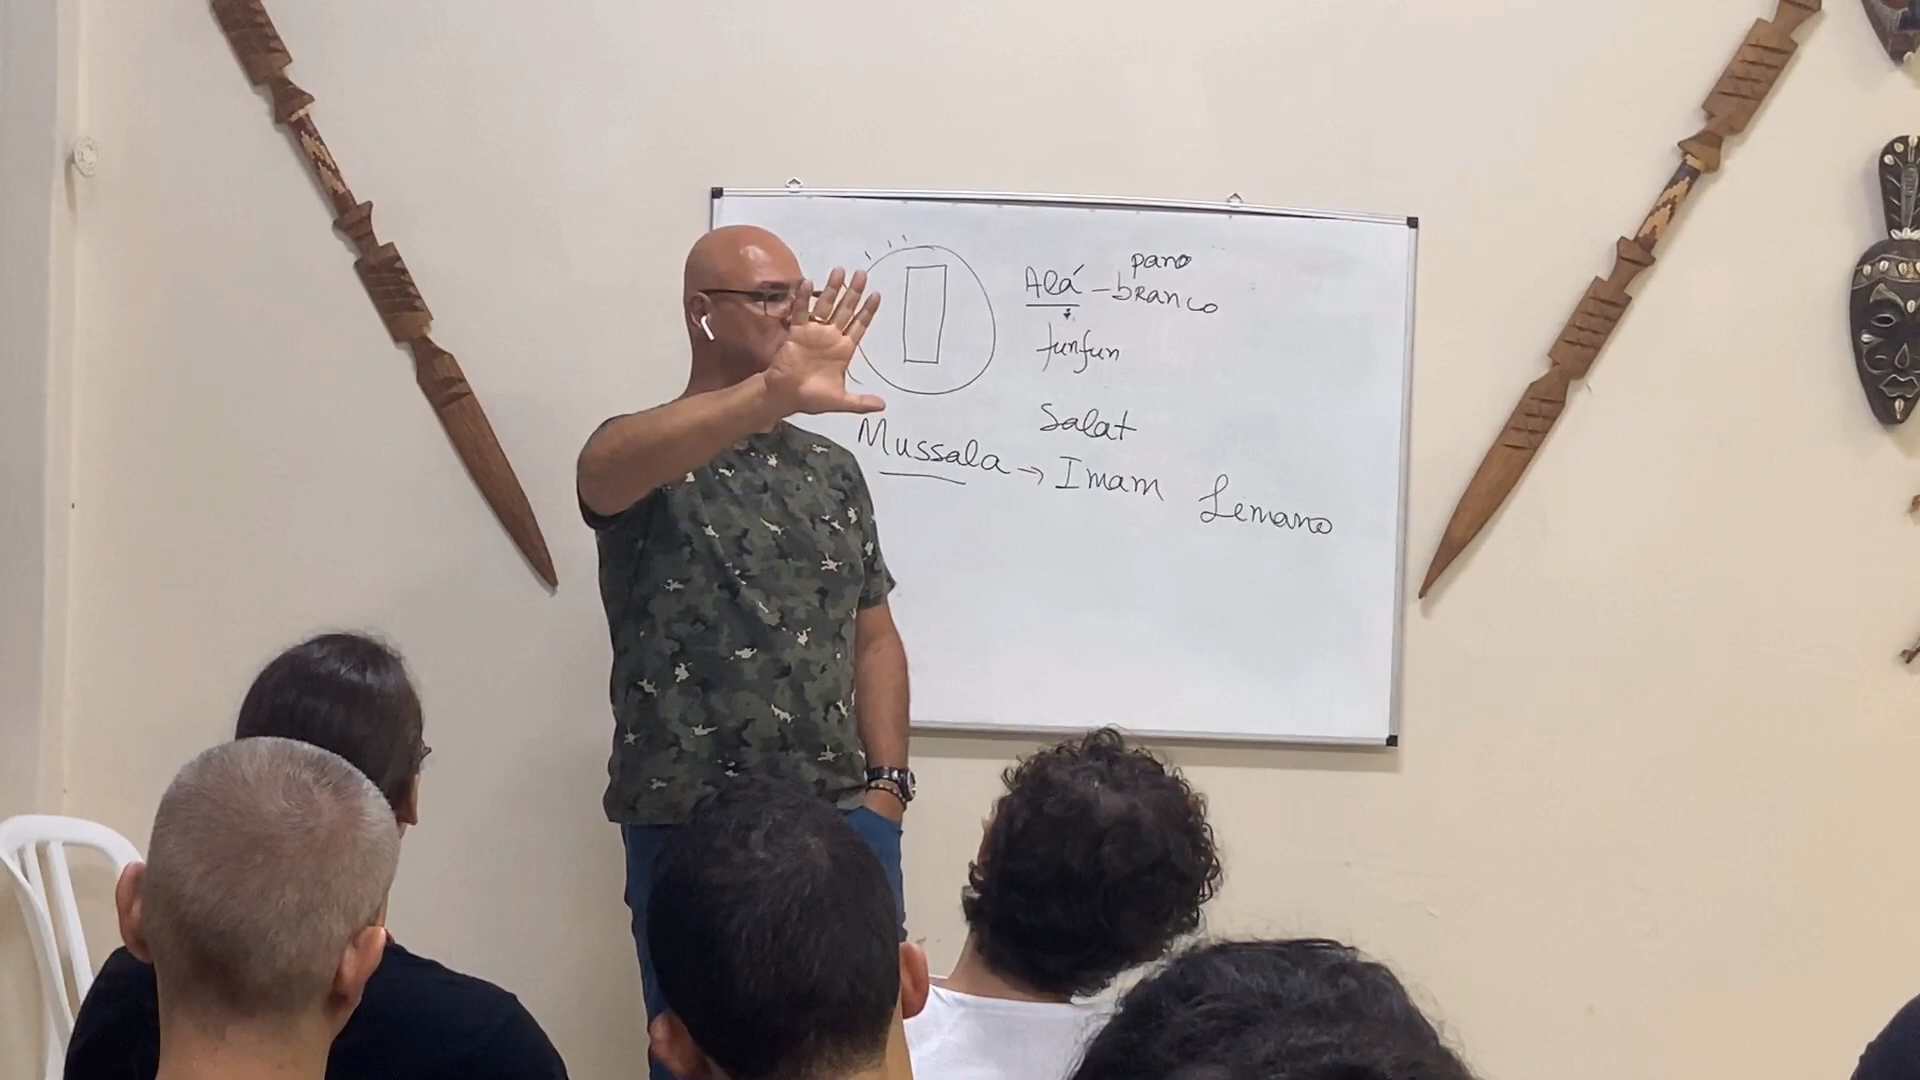 pano
Alá - branco
funfun
Salat
Mussala → Imam Lemano